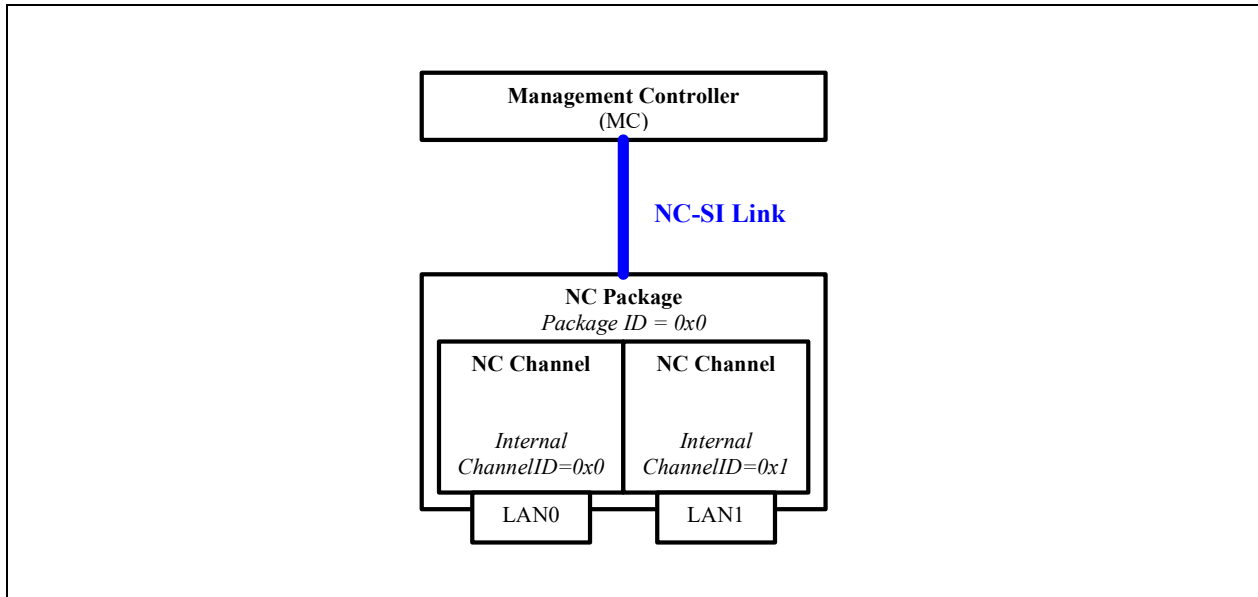 Management Controller
(MC)
NC-SI Link
NC Package
Package ID = 0x0
NC Channel
NC Channel
Internal
ChannelID=0x0
Internal
ChannelID=0x1
LAN0
LAN1